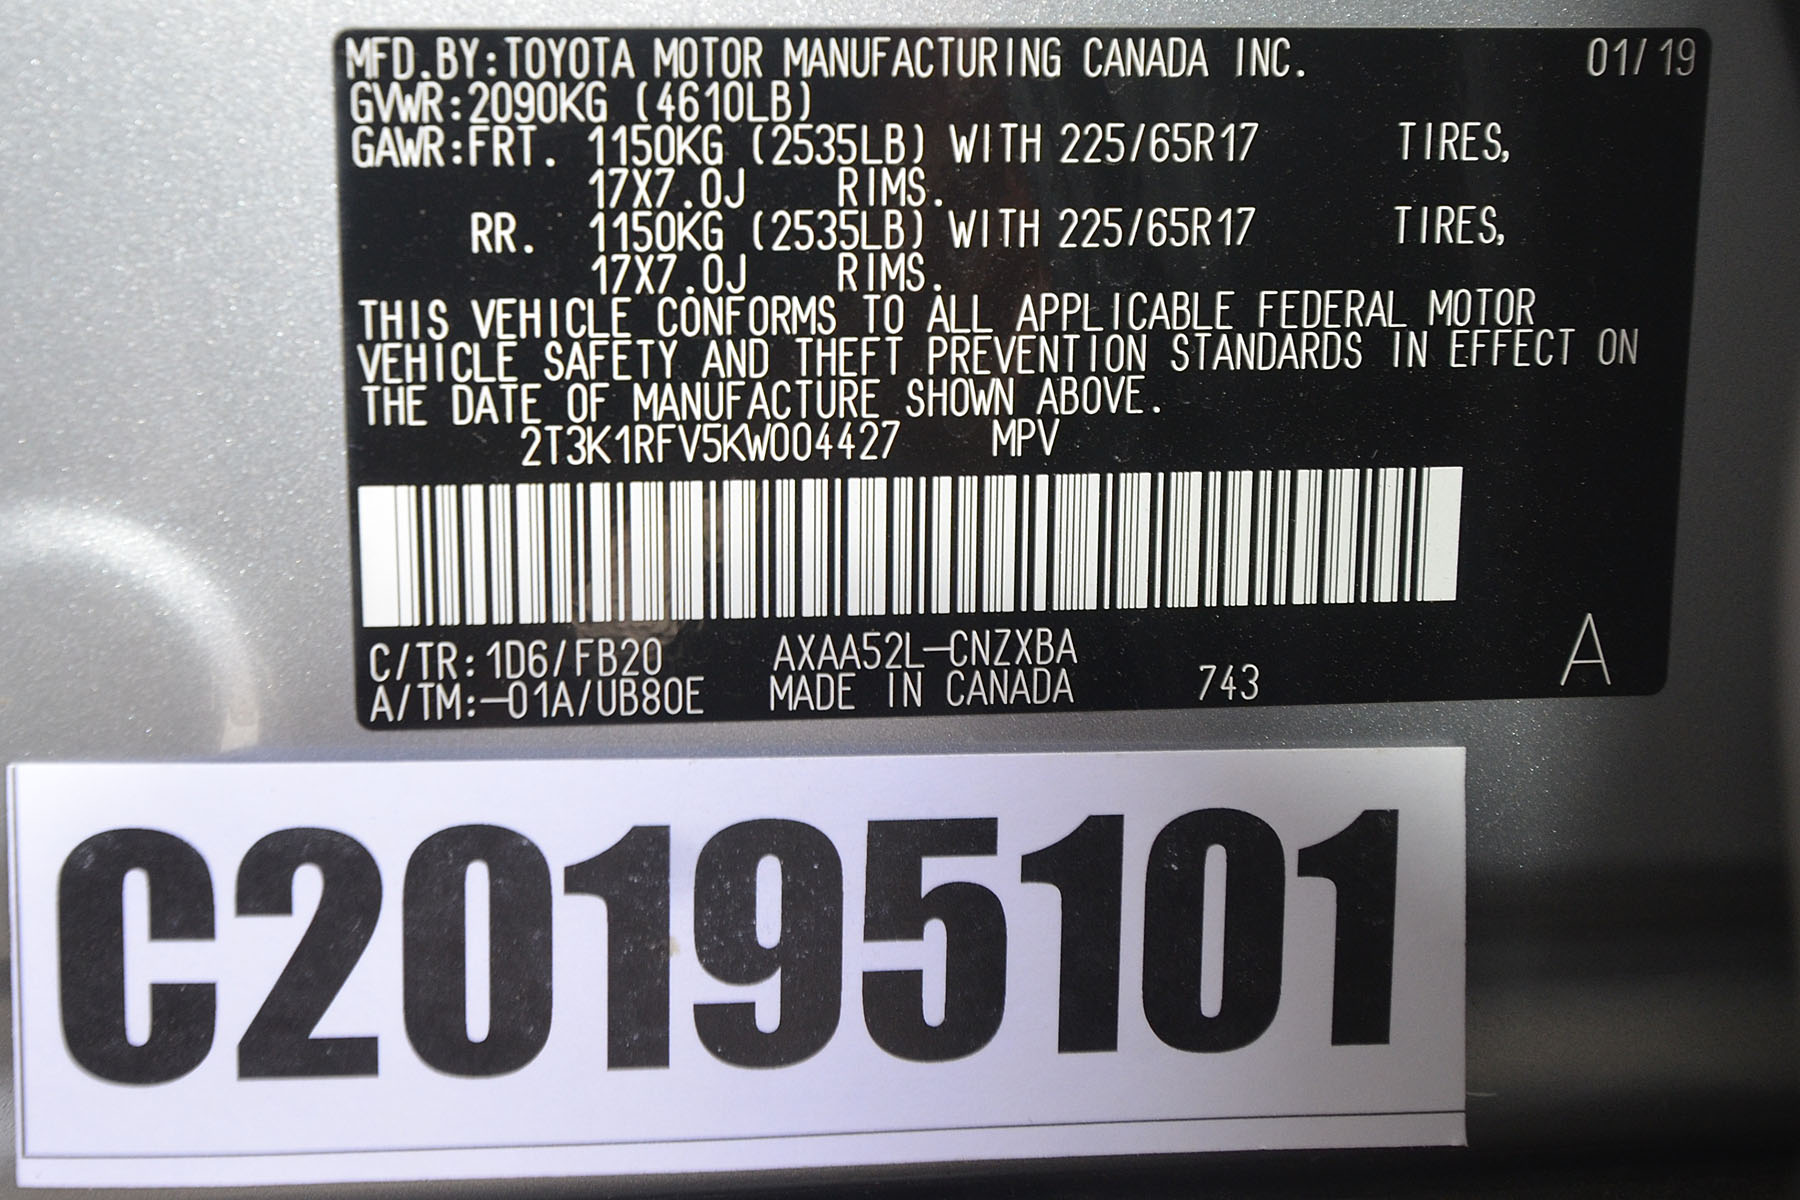 MFD.BY:TOYOTA MOTOR MANUFACTURING CANADA INC. 01/19
GVWR:2090KG (4610LB)
GAWR:FRT. 1150KG (2535LB) WITH 225/65R17 TIRES,
17X7.0J RIMS.
RR. 1150KG (2535LB) WITH 225/65R17 TIRES,
17X7.0J RIMS.
THIS VEHICLE CONFORMS TO ALL APPLICABLE FEDERAL MOTOR
VEHICLE SAFETY AND THEFT PREVENTION STANDARDS IN EFFECT ON
THE DATE OF MANUFACTURE SHOWN ABOVE.
2T3K1RFV5KW004427 MPV
C/TR:1D6/FB20 AXAA52L-CNZXBA
A/TM:-01A/UB80E MADE IN CANADA 743 A
C20195101